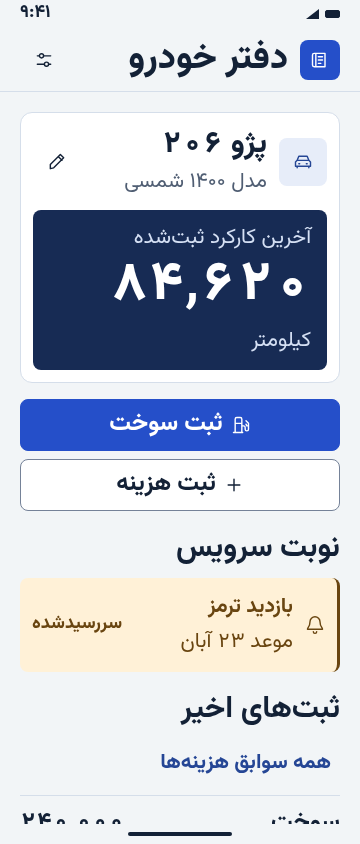 ۹:۴۱
دفتر خودرو
پژو ۲۰۶
مدل ۱۴۰۰ شمسی
آخرین کارکرد ثبت‌شده
۸۴,۶۲۰
کیلومتر
ثبت سوخت
ثبت هزینه
نوبت سرویس
بازدید ترمز
سررسیدشده
موعد ۲۳ آبان
ثبت‌های اخیر
همه سوابق هزینه‌ها
سوخت